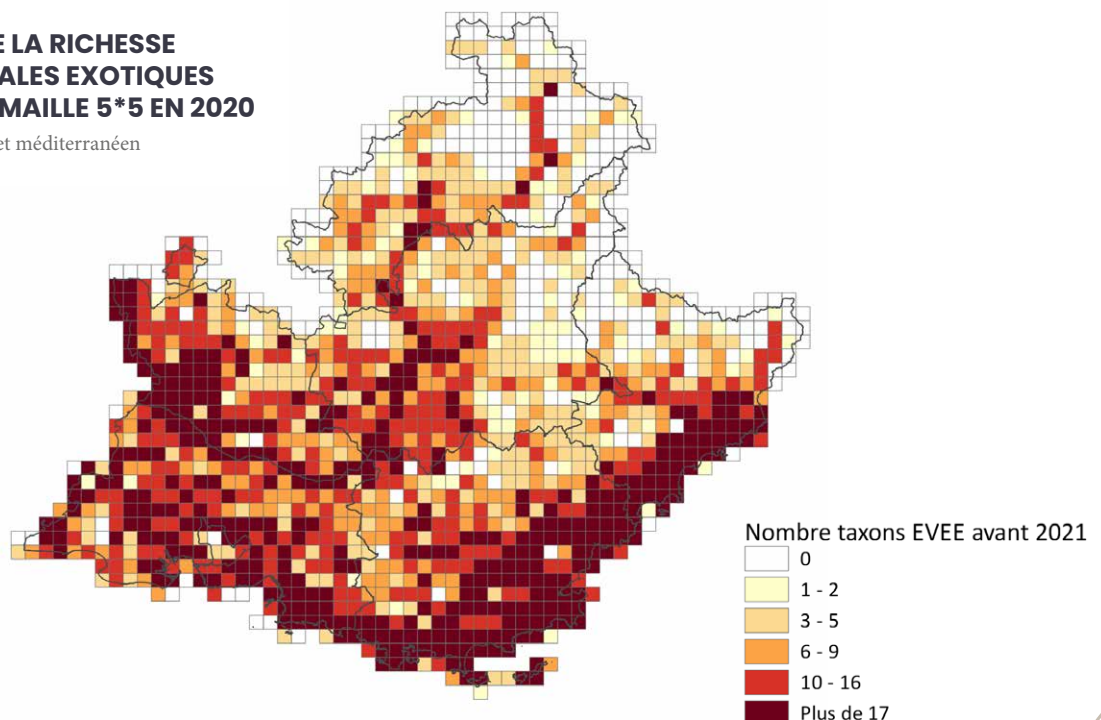 E LA RICHESSE
ALES EXOTIQUES
MAILLE 5*5 EN 2020
et méditerranéen
Nombre taxons EVEE avant 2021
0
1 - 2
3 - 5
6 - 9
10 - 16
Plus de 17